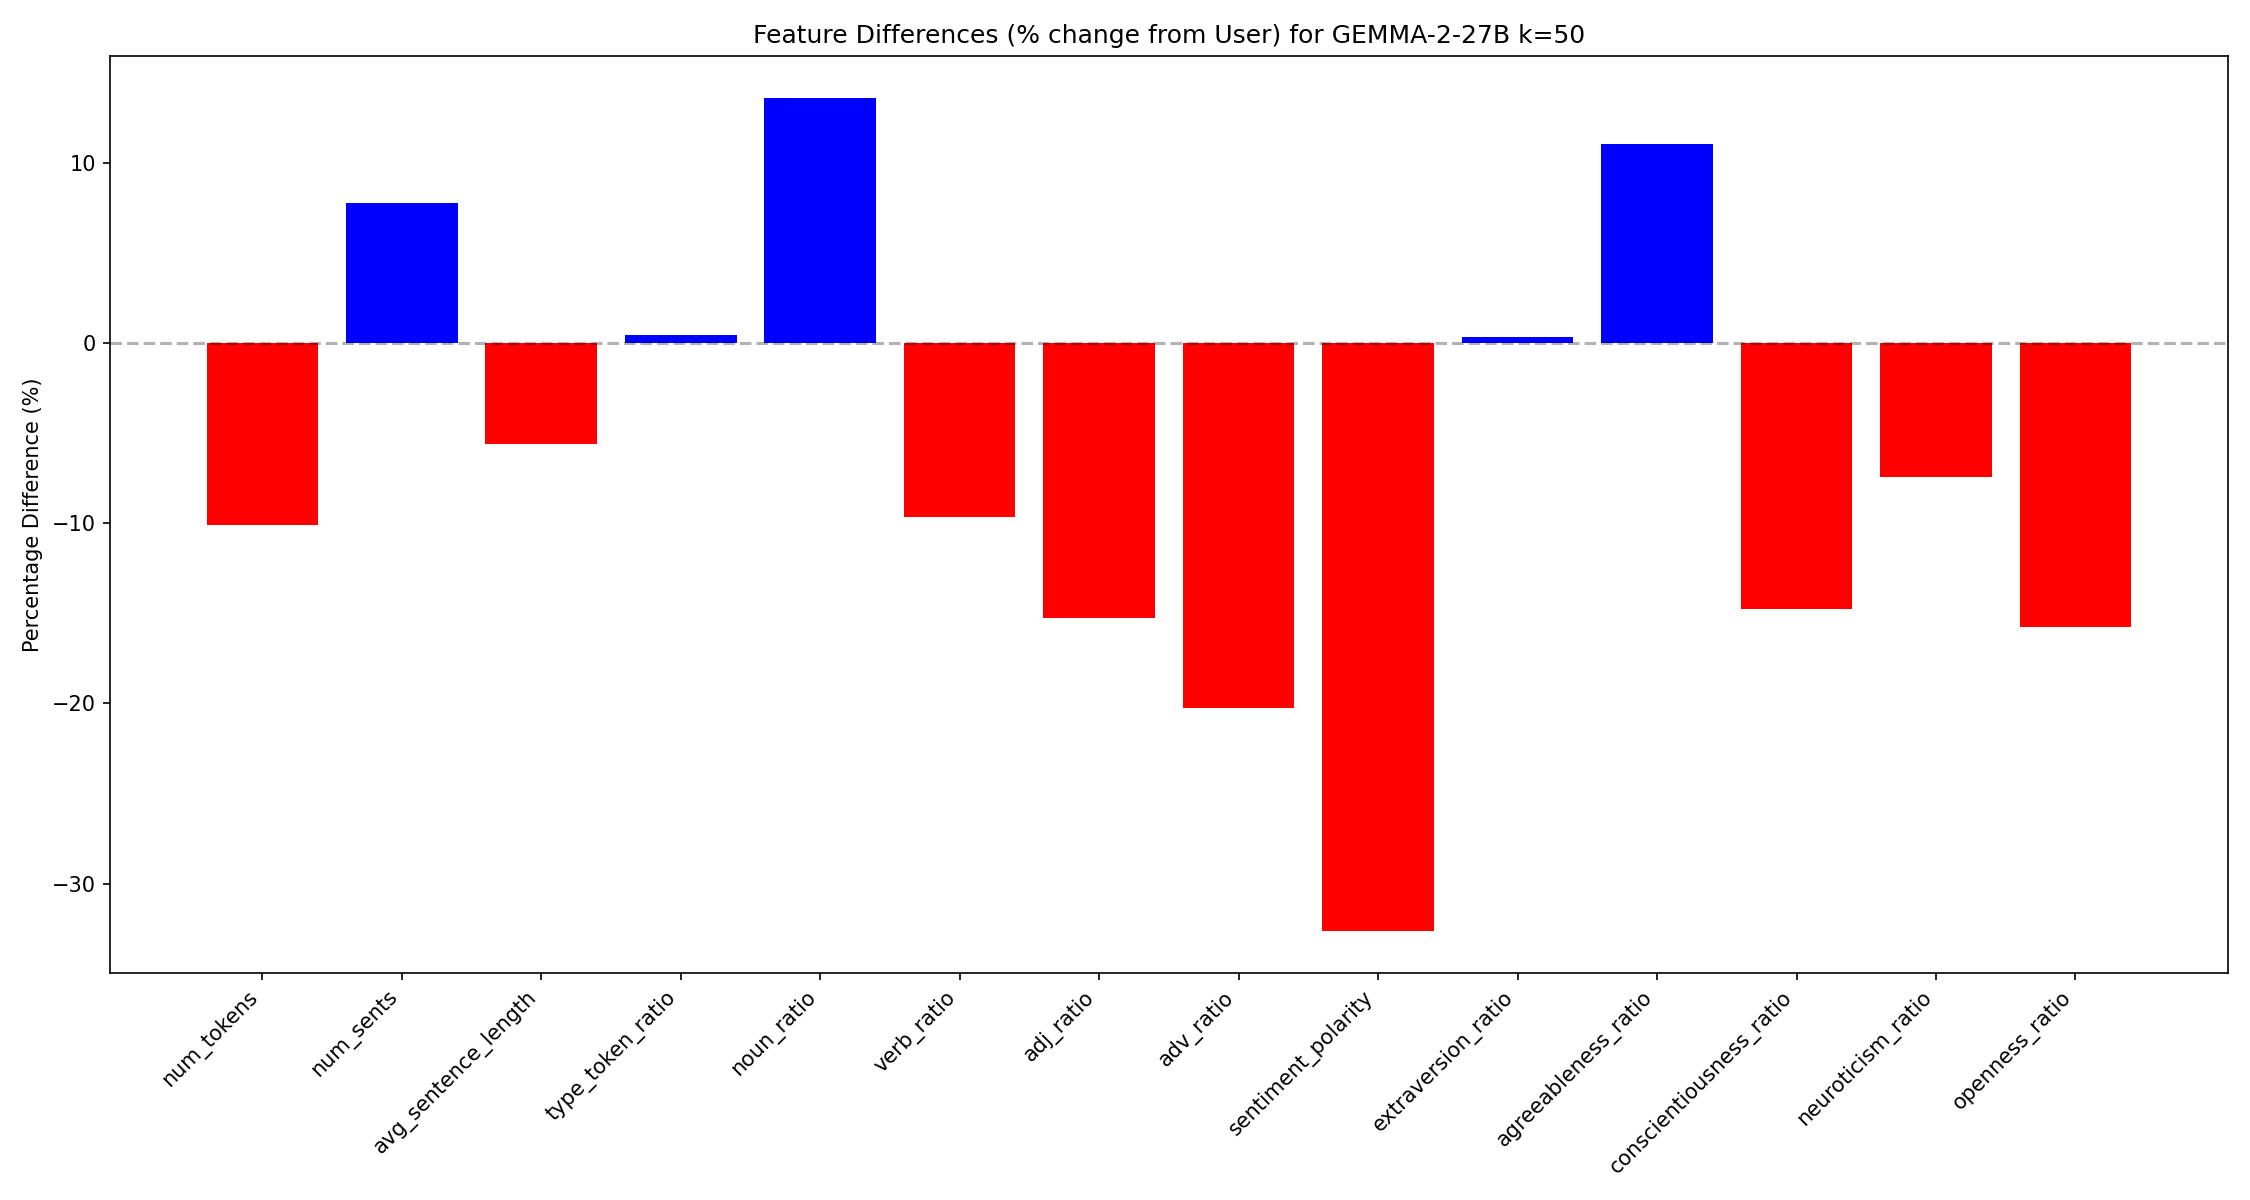 Feature Differences (% change from User) for GEMMA-2-27B k=50
Percentage Difference (%)
10
0
−10
−20
−30
num_tokens
num_sents
avg_sentence_length
type_token_ratio
noun_ratio
verb_ratio
adj_ratio
adv_ratio
sentiment_polarity
extraversion_ratio
agreeableness_ratio
conscientiousness_ratio
neuroticism_ratio
openness_ratio